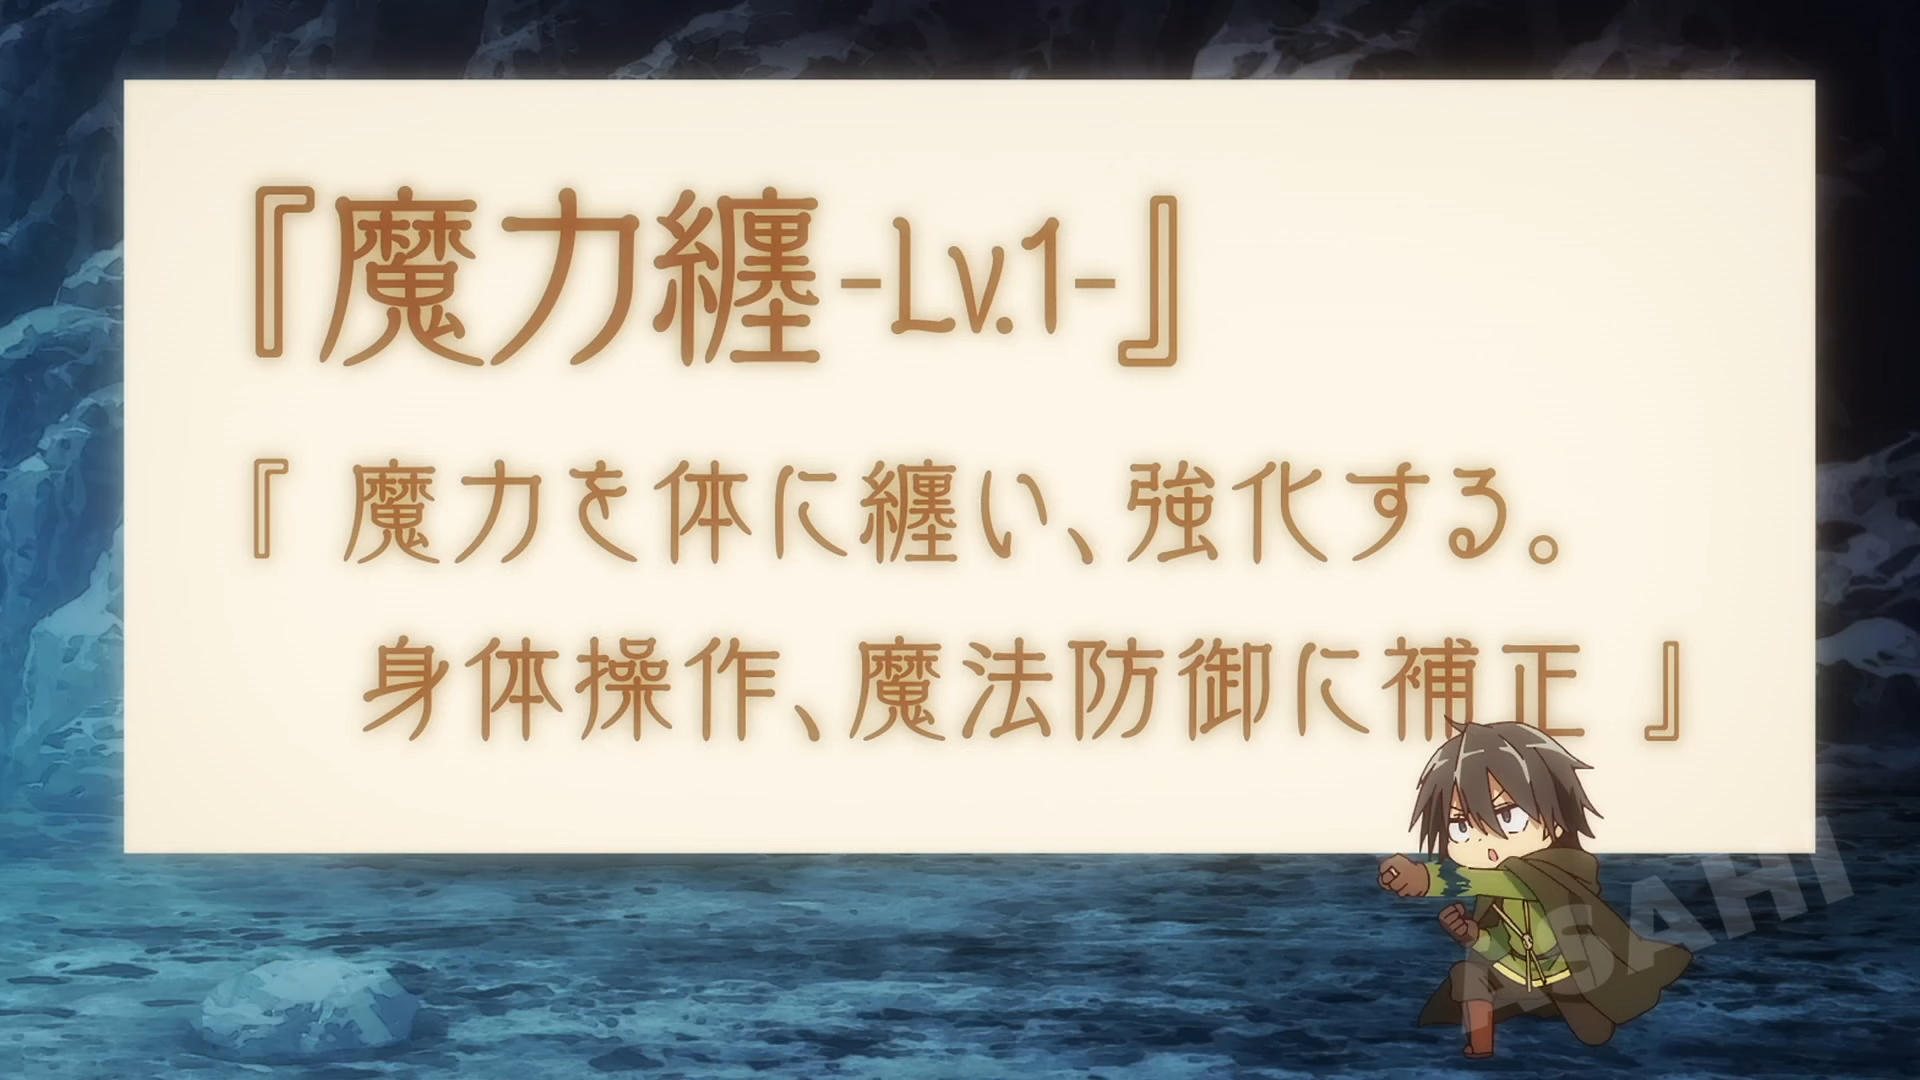 『魔力纏-Lv.1-』
『 魔力を体に纏い、強化する。
身体操作、魔法防御に補正 』
ASAHI